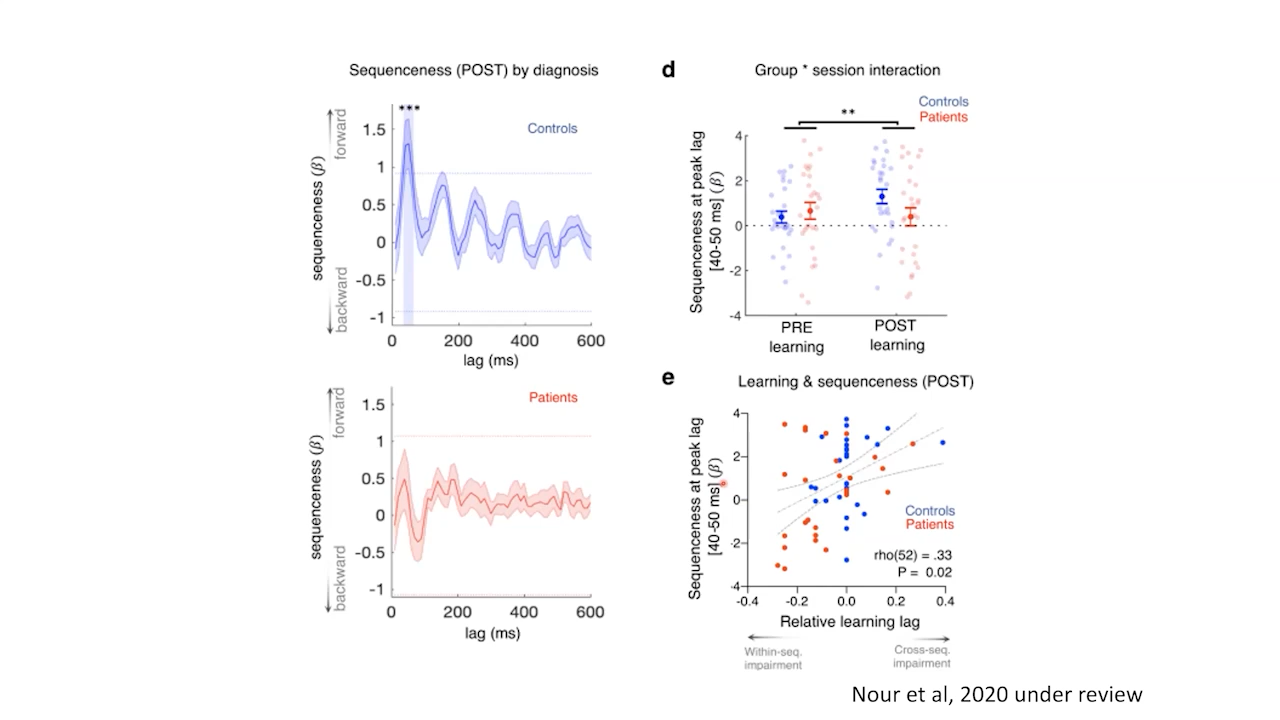 Sequenceness (POST) by diagnosis
***
Controls
sequenceness (β)
forward
backward
1.5
1
0.5
0
-0.5
-1
0 200 400 600
lag (ms)
Patients
sequenceness (β)
forward
backward
1.5
1
0.5
0
-0.5
-1
0 200 400 600
lag (ms)
d
Group * session interaction
Controls
Patients
**
Sequenceness at peak lag
[40-50 ms] (β)
4
2
0
-2
-4
PRE
learning
POST
learning
e
Learning & sequenceness (POST)
Sequenceness at peak lag
[40-50 ms] (β)
4
2
0
-2
-4
Controls
Patients
rho(52) = .33
P = 0.02
-0.4 -0.2 0.0 0.2 0.4
Relative learning lag
Within-seq.
impairment
Cross-seq.
impairment
Nour et al, 2020 under review